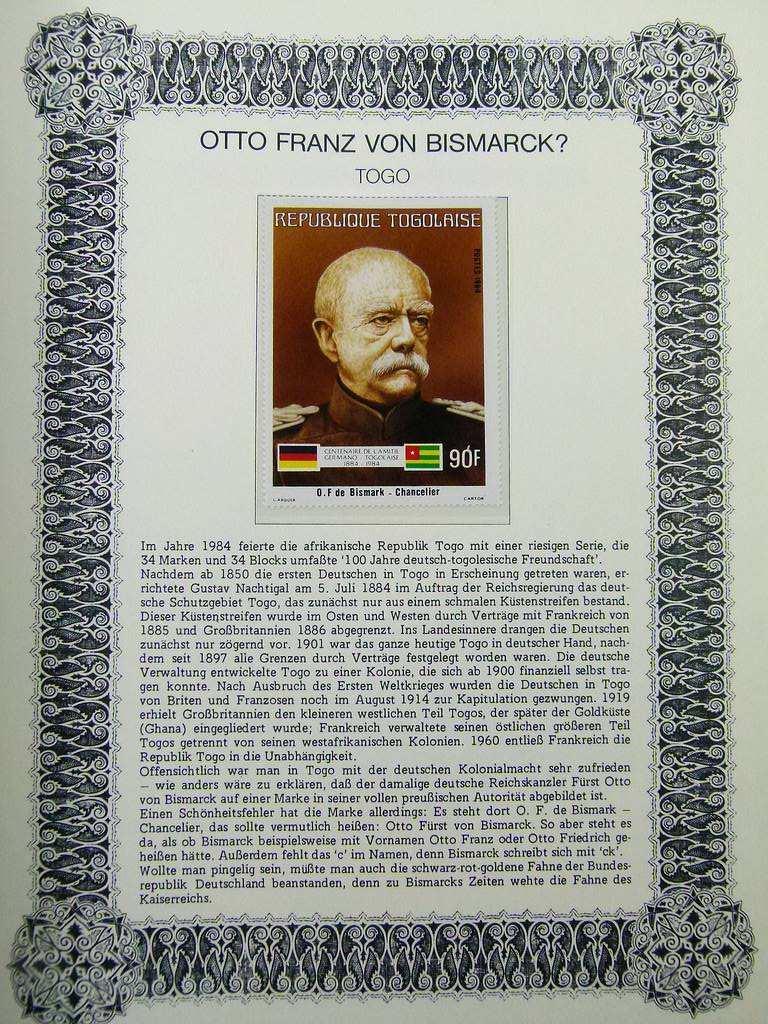 OTTO FRANZ VON BISMARCK?
TOGO
REPUBLIQUE TOGOLAISE
POSTES 1984
CENTENAIRE DE L'AMITIE
GERMANO TOGOLAISE
1884 1984
90F
O.F de Bismark - Chancelier
CARTOR
Im Jahre 1984 feierte die afrikanische Republik Togo mit einer riesigen Serie, die
34 Marken und 34 Blocks umfaßte '100 Jahre deutsch-togolesische Freundschaft'.
Nachdem ab 1850 die ersten Deutschen in Togo in Erscheinung getreten waren, er-
richtete Gustav Nachtigal am 5. Juli 1884 im Auftrag der Reichsregierung das deut-
sche Schutzgebiet Togo, das zunächst nur aus einem schmalen Küstenstreifen bestand.
Dieser Küstenstreifen wurde im Osten und Westen durch Verträge mit Frankreich von
1885 und Großbritannien 1886 abgegrenzt. Ins Landesinnere drangen die Deutschen
zunächst nur zögernd vor. 1901 war das ganze heutige Togo in deutscher Hand, nach-
dem seit 1897 alle Grenzen durch Verträge festgelegt worden waren. Die deutsche
Verwaltung entwickelte Togo zu einer Kolonie, die sich ab 1900 finanziell selbst tra-
gen konnte. Nach Ausbruch des Ersten Weltkrieges wurden die Deutschen in Togo
von Briten und Franzosen noch im August 1914 zur Kapitulation gezwungen. 1919
erhielt Großbritannien den kleineren westlichen Teil Togos, der später der Goldküste
(Ghana) eingegliedert wurde; Frankreich verwaltete seinen östlichen größeren Teil
Togos getrennt von seinen westafrikanischen Kolonien. 1960 entließ Frankreich die
Republik Togo in die Unabhängigkeit.
Offensichtlich war man in Togo mit der deutschen Kolonialmacht sehr zufrieden
— wie anders wäre zu erklären, daß der damalige deutsche Reichskanzler Fürst Otto
von Bismarck auf einer Marke in seiner vollen preußischen Autorität abgebildet ist.
Einen Schönheitsfehler hat die Marke allerdings: Es steht dort O. F. de Bismark —
Chancelier, das sollte vermutlich heißen: Otto Fürst von Bismarck. So aber steht es
da, als ob Bismarck beispielsweise mit Vornamen Otto Franz oder Otto Friedrich ge-
heißen hätte. Außerdem fehlt das 'c' im Namen, denn Bismarck schreibt sich mit 'ck'.
Wollte man pingelig sein, müßte man auch die schwarz-rot-goldene Fahne der Bundes-
republik Deutschland beanstanden, denn zu Bismarcks Zeiten wehte die Fahne des
Kaiserreichs.